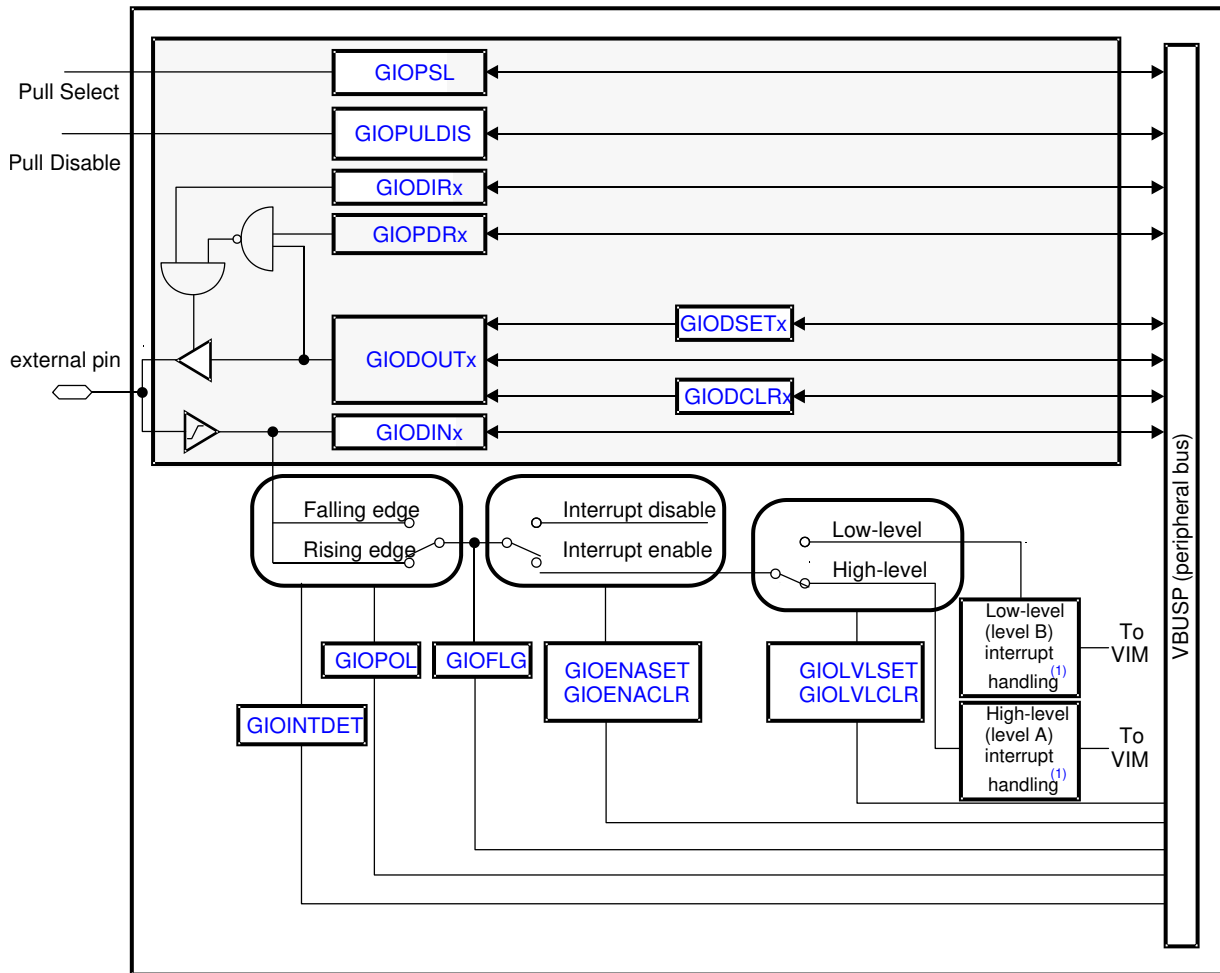 GIOPSL
Pull Select
GIOPULDIS
Pull Disable
GIODIRx
GIOPDRx
GIODSETx
external pin
GIODOUTx
GIODCLRx
GIODINx
VBUSP (peripheral bus)
Falling edge
Rising edge
Interrupt disable
Interrupt enable
Low-level
High-level
Low-level
(level B)
interrupt
handling(1)
To
VIM
GIOPOL
GIOFLG
GIOENASET
GIOENACLR
GIOLVLSET
GIOLVLCLR
GIOINTDET
High-level
(level A)
interrupt
handling(1)
To
VIM